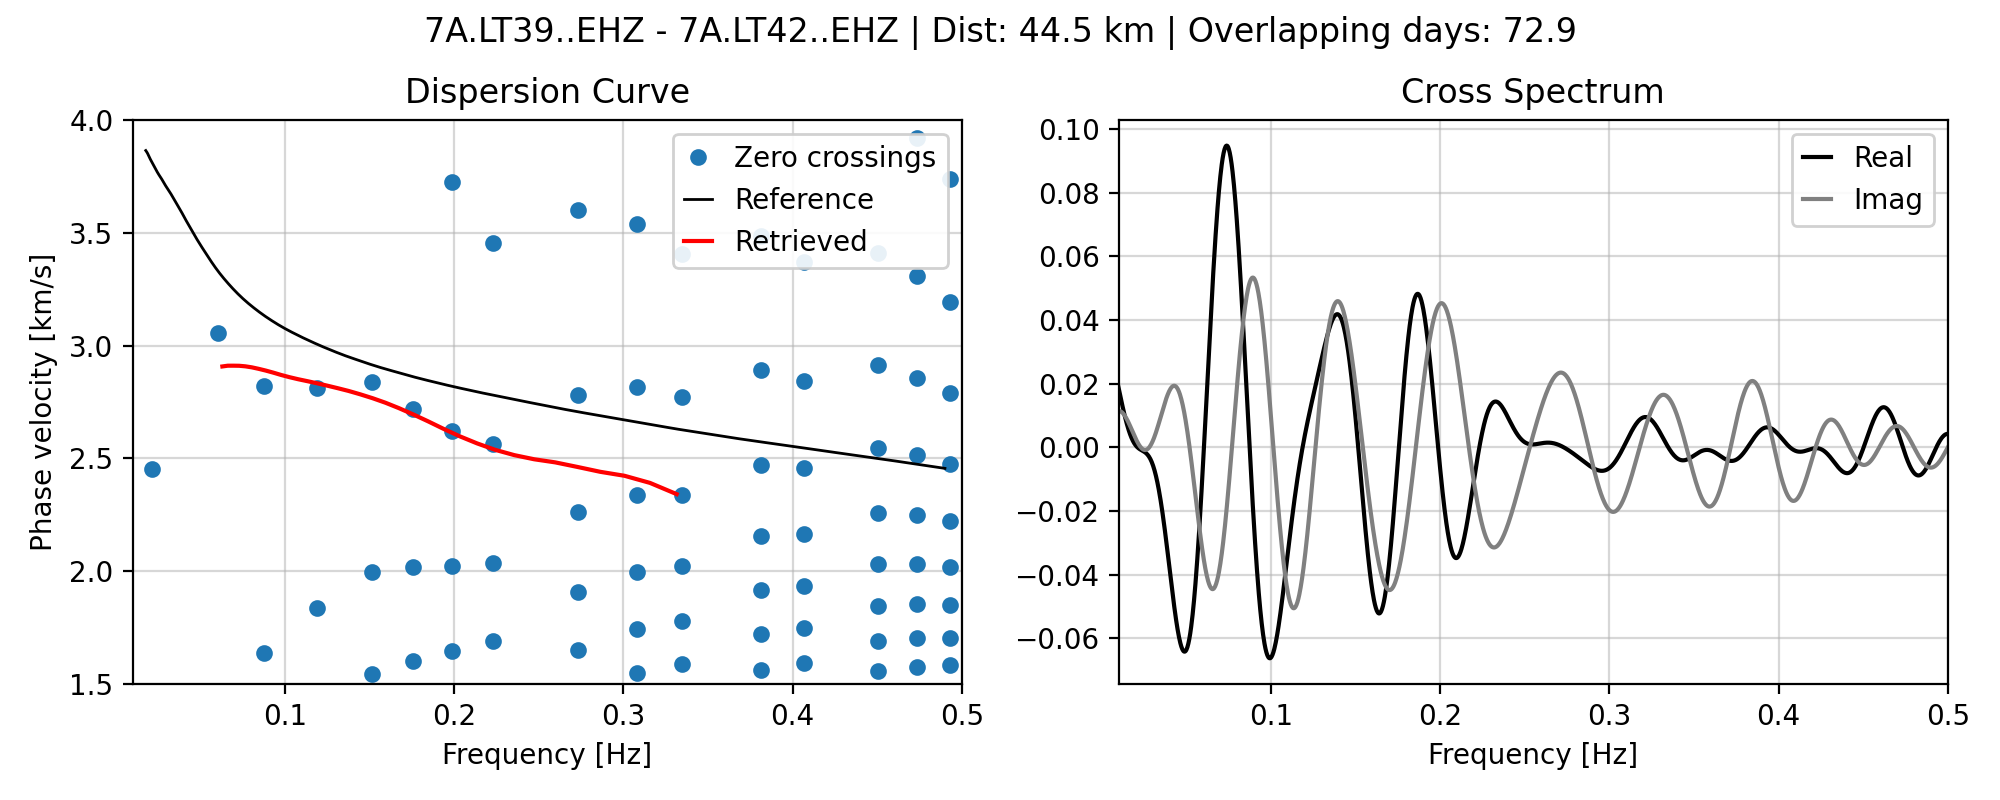 7A.LT39..EHZ - 7A.LT42..EHZ | Dist: 44.5 km | Overlapping days: 72.9
Dispersion Curve
4.0
3.5
3.0
2.5
2.0
1.5
Phase velocity [km/s]
0.1
0.2
0.3
0.4
0.5
Frequency [Hz]
Zero crossings
Reference
Retrieved
Cross Spectrum
0.10
0.08
0.06
0.04
0.02
0.00
−0.02
−0.04
−0.06
0.1
0.2
0.3
0.4
0.5
Frequency [Hz]
Real
Imag